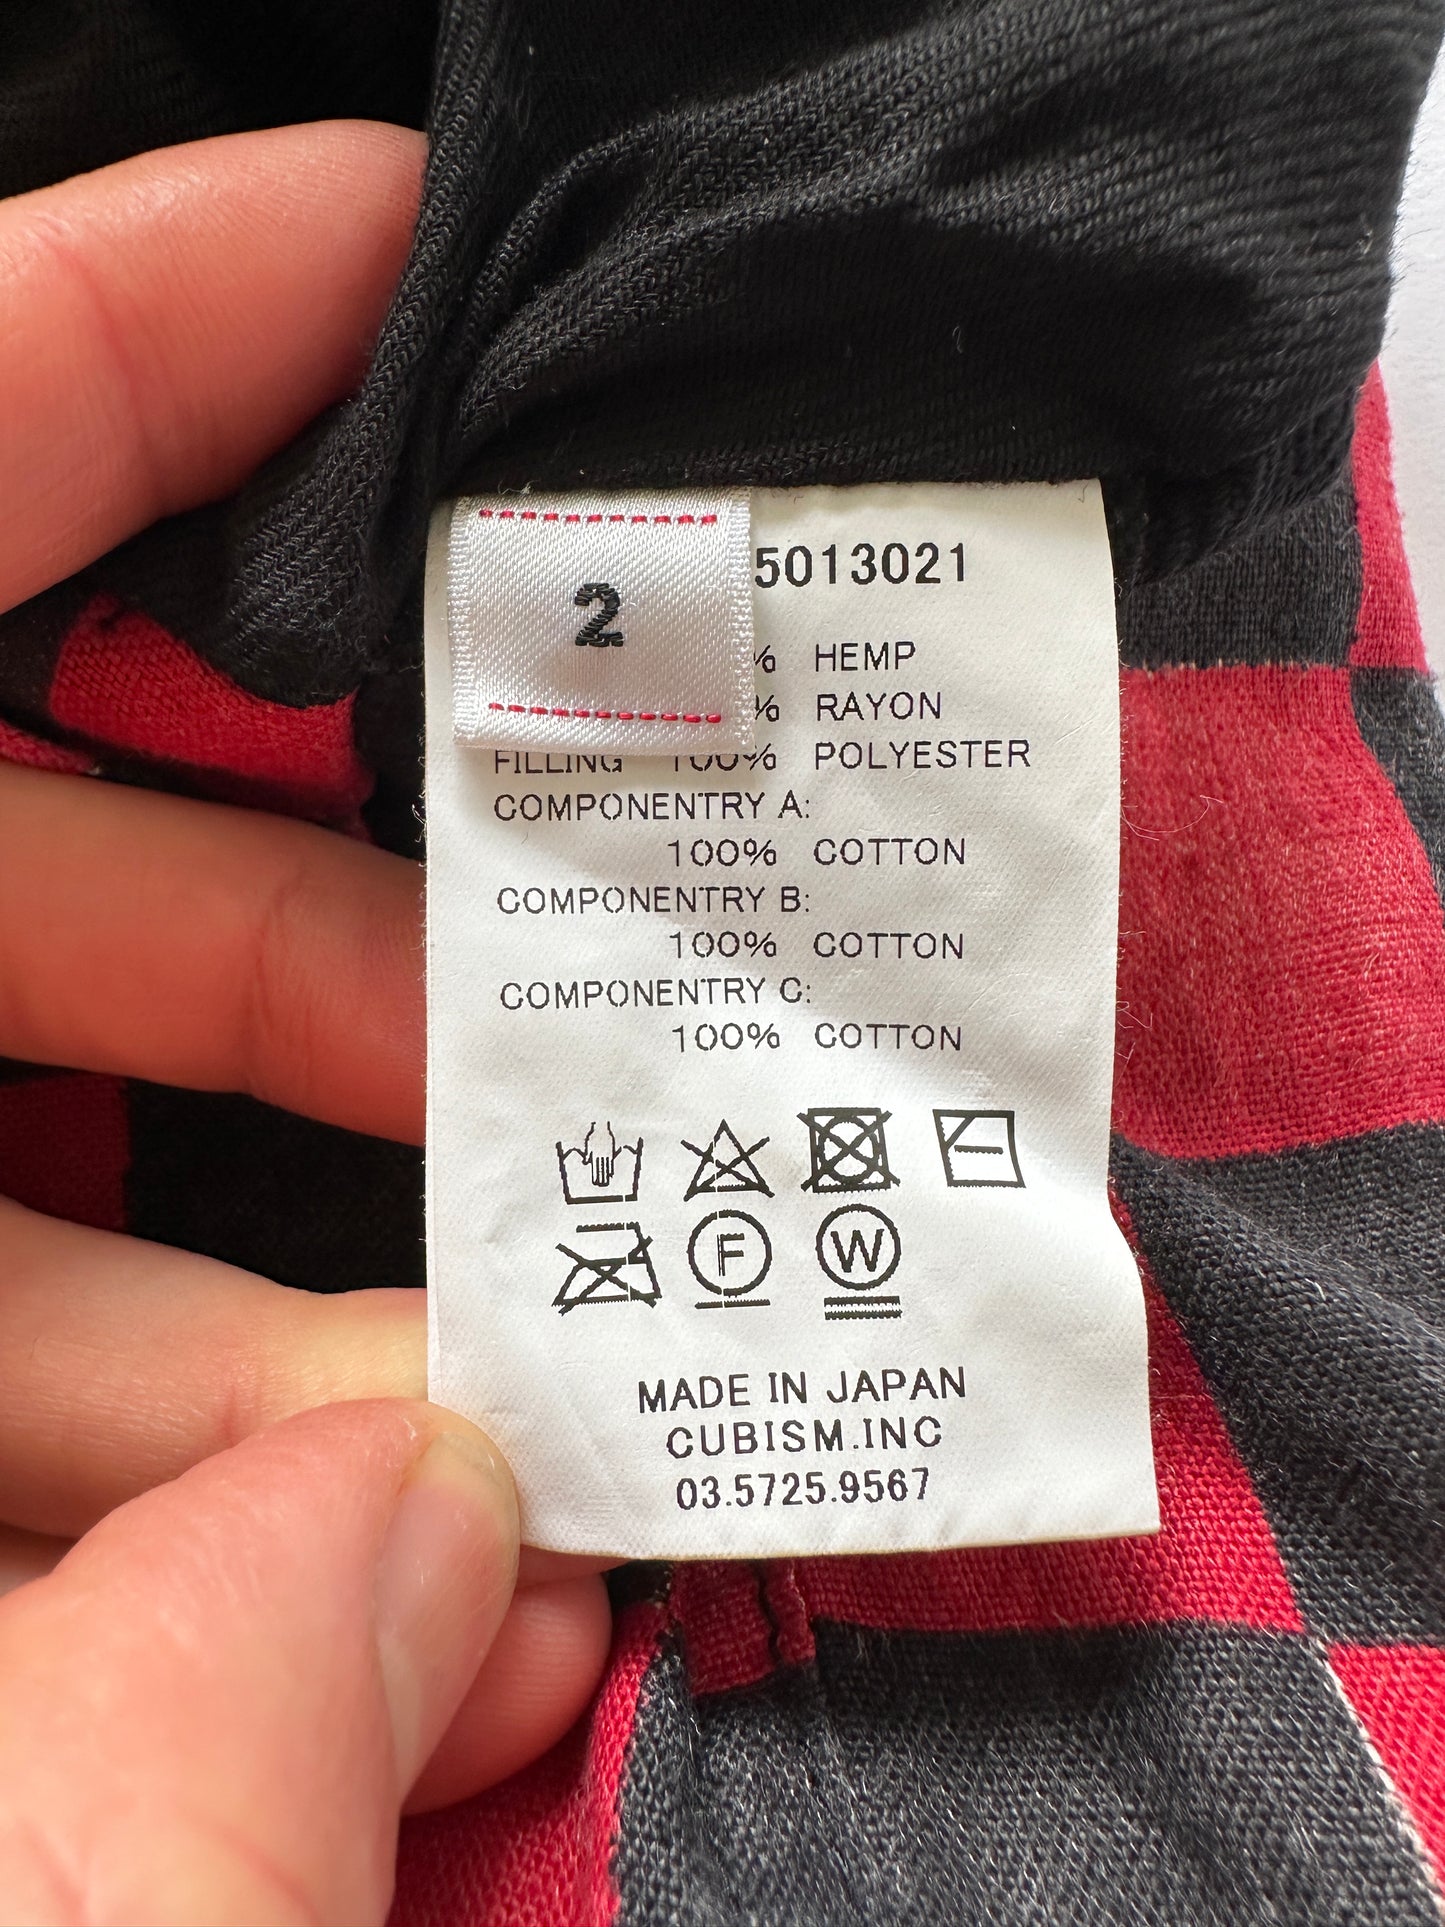 2
5013021
% HEMP
% RAYON
FILLING 100% POLYESTER
COMPONENTRY A:
100% COTTON
COMPONENTRY B:
100% COTTON
COMPONENTRY C:
100% COTTON
F
W
MADE IN JAPAN
CUBISM.INC
03.5725.9567